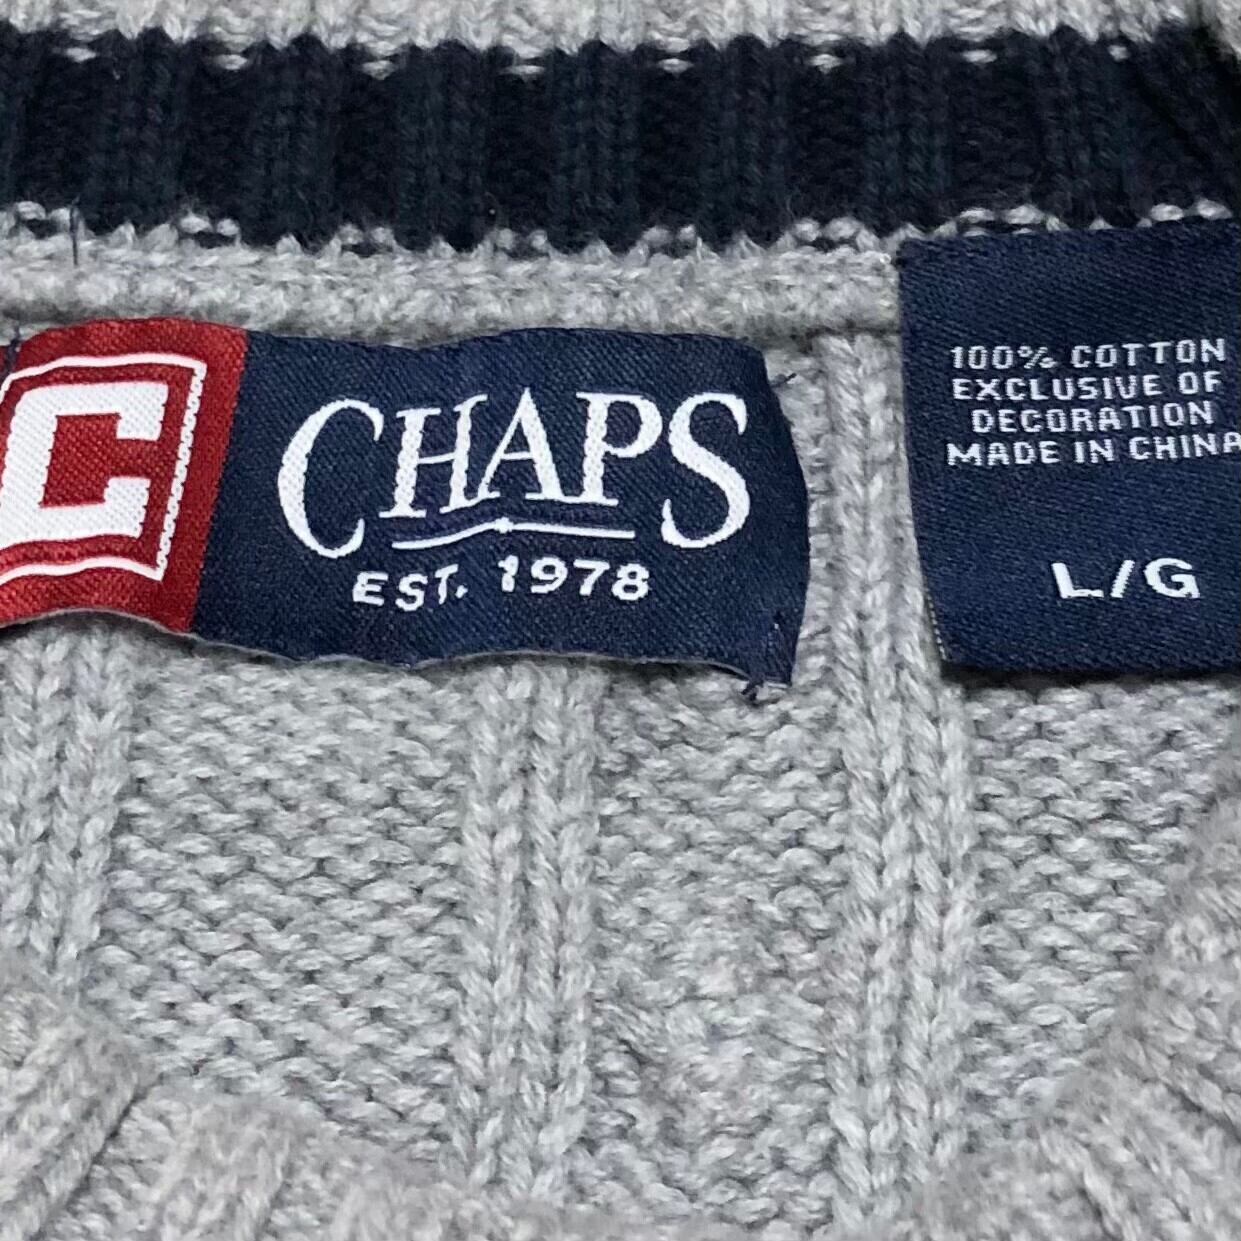 C
CHAPS
EST. 1978
100% COTTON
EXCLUSIVE OF
DECORATION
MADE IN CHINA
L/G